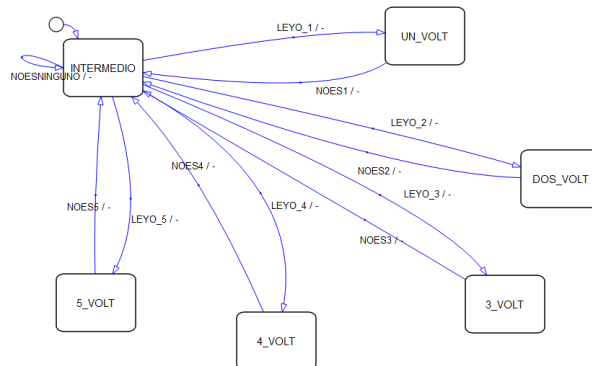 LEYO_1 / -
UN_VOLT
INTERMEDIO
NOESNINGUNO / -
NOES1 / -
LEYO_2 / -
NOES4 / -
NOES2 / -
DOS_VOLT
LEYO_3 / -
NOES5 / -
LEYO_4 / -
LEYO_5 / -
NOES3 / -
5_VOLT
3_VOLT
4_VOLT